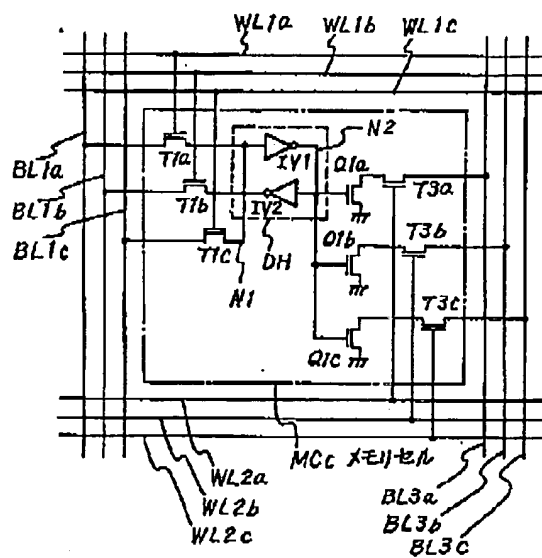 WL1a
WL1b
WL1c
N2
BL1a
T1a
IV1
Q1a
BL1b
T1b
IV2
T3a
BL1c
T1c
Q1b
T3b
DH
N1
T3c
Q1c
MCc メモリセル
WL2a
WL2b
WL2c
BL3a
BL3b
BL3c